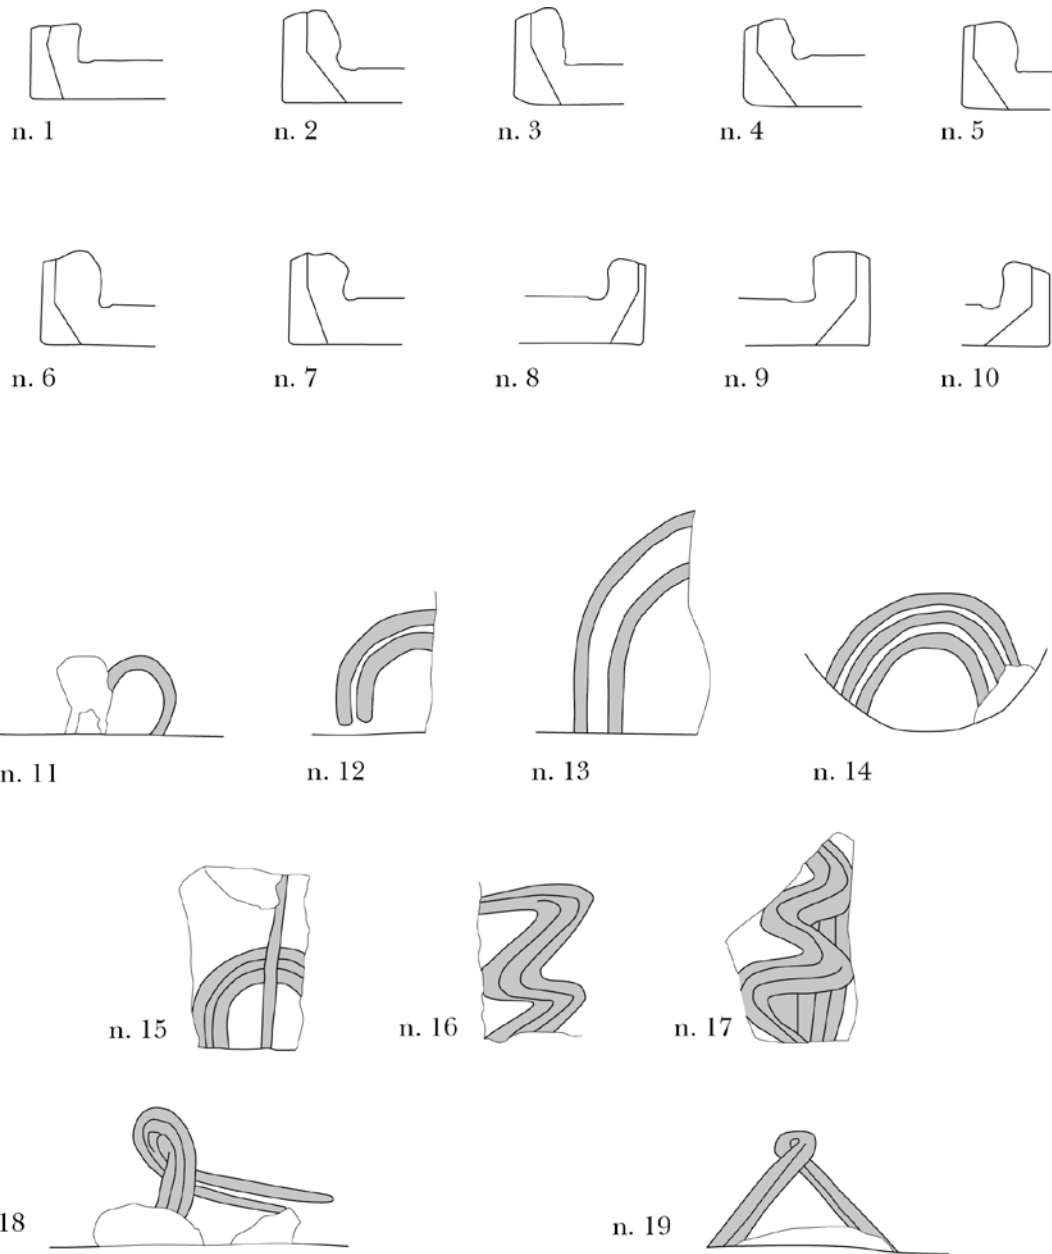 n. 1 n. 2 n. 3 n. 4 n. 5
n. 6 n. 7 n. 8 n. 9 n. 10
n. 11 n. 12 n. 13 n. 14
n. 15 n. 16 n. 17
18 n. 19